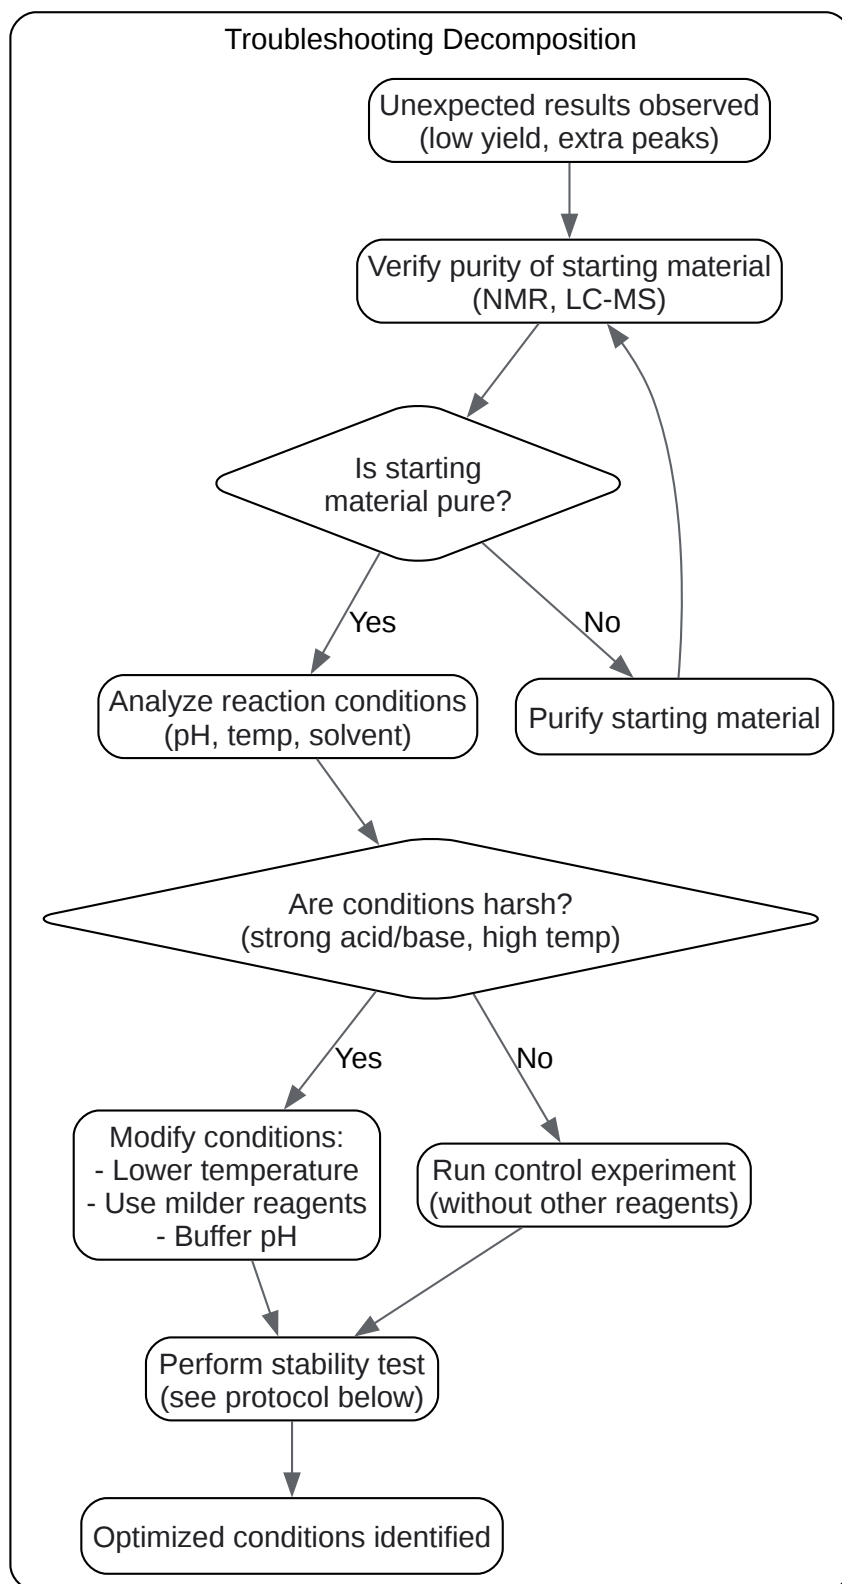 Troubleshooting Decomposition
Unexpected results observed
(low yield, extra peaks)
Verify purity of starting material
(NMR, LC-MS)
Is starting
material pure?
Yes
No
Analyze reaction conditions
(pH, temp, solvent)
Purify starting material
Are conditions harsh?
(strong acid/base, high temp)
Yes
No
Modify conditions:
- Lower temperature
- Use milder reagents
- Buffer pH
Run control experiment
(without other reagents)
Perform stability test
(see protocol below)
Optimized conditions identified